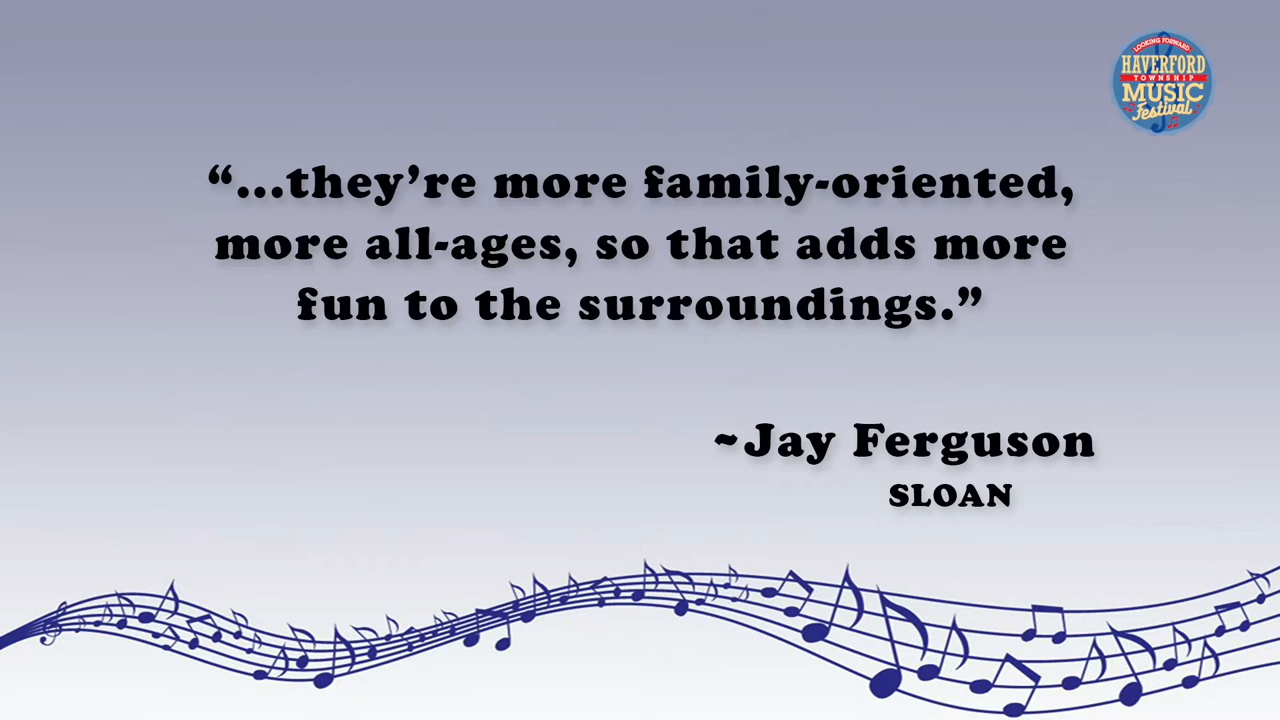 LOOKING FORWARD
HAVERFORD
TOWNSHIP
MUSIC
Festival
“...they’re more family-oriented,
more all-ages, so that adds more
fun to the surroundings.”
~Jay Ferguson
SLOAN